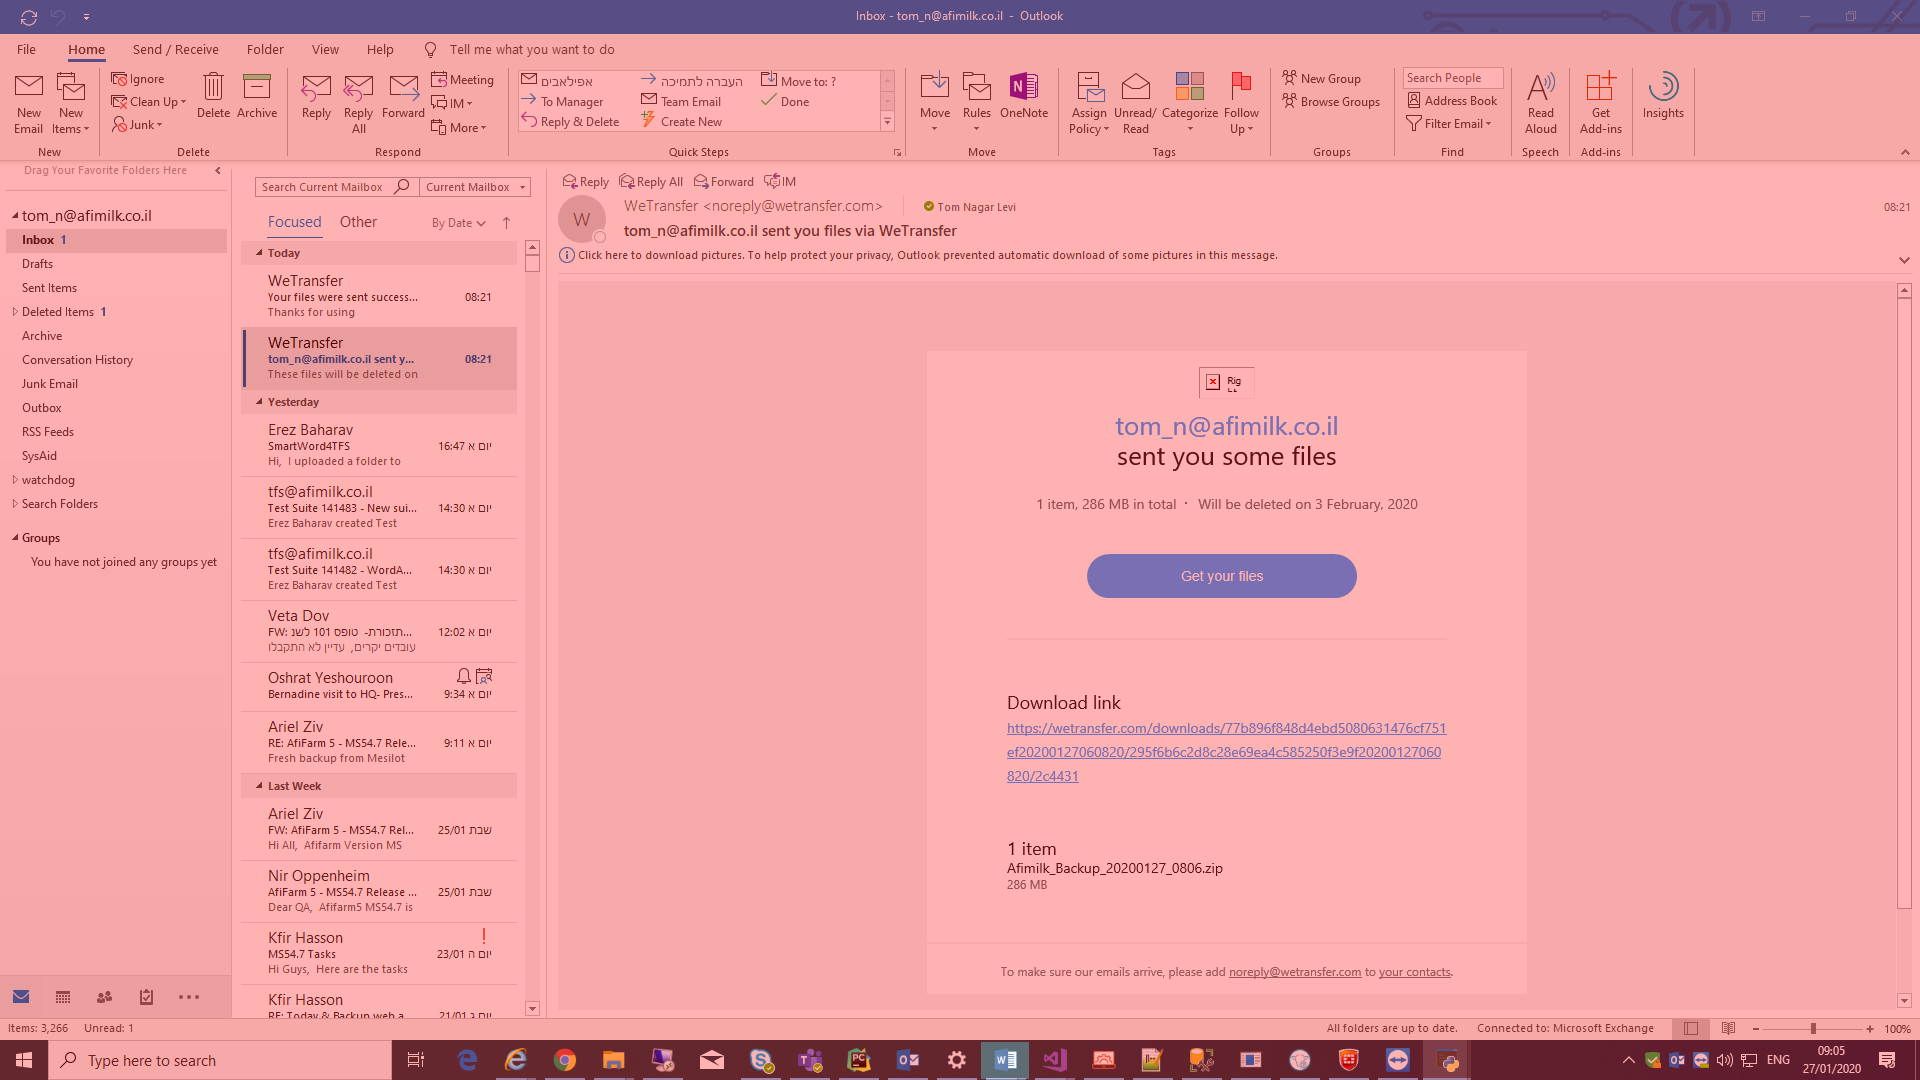 Inbox - tom_n@afimilk.co.il - Outlook
File Home Send / Receive Folder View Help Tell me what you want to do
New Email
New Items
New
Ignore
Clean Up
Junk
Delete
Archive
Delete
Reply
Reply All
Forward
Meeting
IM
More
Respond
אפילאבים
To Manager
Reply & Delete
העברה לתמיכה
Team Email
Create New
Move to: ?
Done
Quick Steps
Move
Rules
OneNote
Move
Assign Policy
Unread/ Read
Categorize
Follow Up
Tags
New Group
Browse Groups
Groups
Search People
Address Book
Filter Email
Find
Read Aloud
Speech
Get Add-ins
Add-ins
Insights
Drag Your Favorite Folders Here
tom_n@afimilk.co.il
Inbox 1
Drafts
Sent Items
Deleted Items 1
Archive
Conversation History
Junk Email
Outbox
RSS Feeds
SysAid
watchdog
Search Folders
Groups
You have not joined any groups yet
Search Current Mailbox Current Mailbox
Focused Other By Date
Today
WeTransfer
Your files were sent success... 08:21
Thanks for using
WeTransfer
tom_n@afimilk.co.il sent y... 08:21
These files will be deleted on
Yesterday
Erez Baharav
SmartWord4TFS יום א 16:47
Hi, I uploaded a folder to
tfs@afimilk.co.il
Test Suite 141483 - New sui... יום א 14:30
Erez Baharav created Test
tfs@afimilk.co.il
Test Suite 141482 - WordA... יום א 14:30
Erez Baharav created Test
Veta Dov
FW: תזכורת- טופס 101 לשנ... יום א 12:02
עובדים יקרים, עדיין לא התקבלו
Oshrat Yeshouroon
Bernadine visit to HQ- Pres... יום א 9:34
Ariel Ziv
RE: AfiFarm 5 - MS54.7 Rele... יום א 9:11
Fresh backup from Mesilot
Last Week
Ariel Ziv
FW: AfiFarm 5 - MS54.7 Rel... שבת 25/01
Hi All, Afifarm Version MS
Nir Oppenheim
AfiFarm 5 - MS54.7 Release ... שבת 25/01
Dear QA, Afifarm5 MS54.7 is
Kfir Hasson
MS54.7 Tasks יום ה 23/01
Hi Guys, Here are the tasks
Kfir Hasson
RE: Today & Backup web a... יום ג 21/01
Reply Reply All Forward IM
W
WeTransfer <noreply@wetransfer.com> Tom Nagar Levi 08:21
tom_n@afimilk.co.il sent you files via WeTransfer
Click here to download pictures. To help protect your privacy, Outlook prevented automatic download of some pictures in this message.
Rig
tom_n@afimilk.co.il
sent you some files
1 item, 286 MB in total · Will be deleted on 3 February, 2020
Get your files
Download link
https://wetransfer.com/downloads/77b896f848d4ebd5080631476cf751
ef20200127060820/295f6b6c2d8c28e69ea4c585250f3e9f20200127060
820/2c4431
1 item
Afimilk_Backup_20200127_0806.zip
286 MB
To make sure our emails arrive, please add noreply@wetransfer.com to your contacts.
Items: 3,266 Unread: 1 All folders are up to date. Connected to: Microsoft Exchange 100%
Type here to search
ENG
09:05
27/01/2020